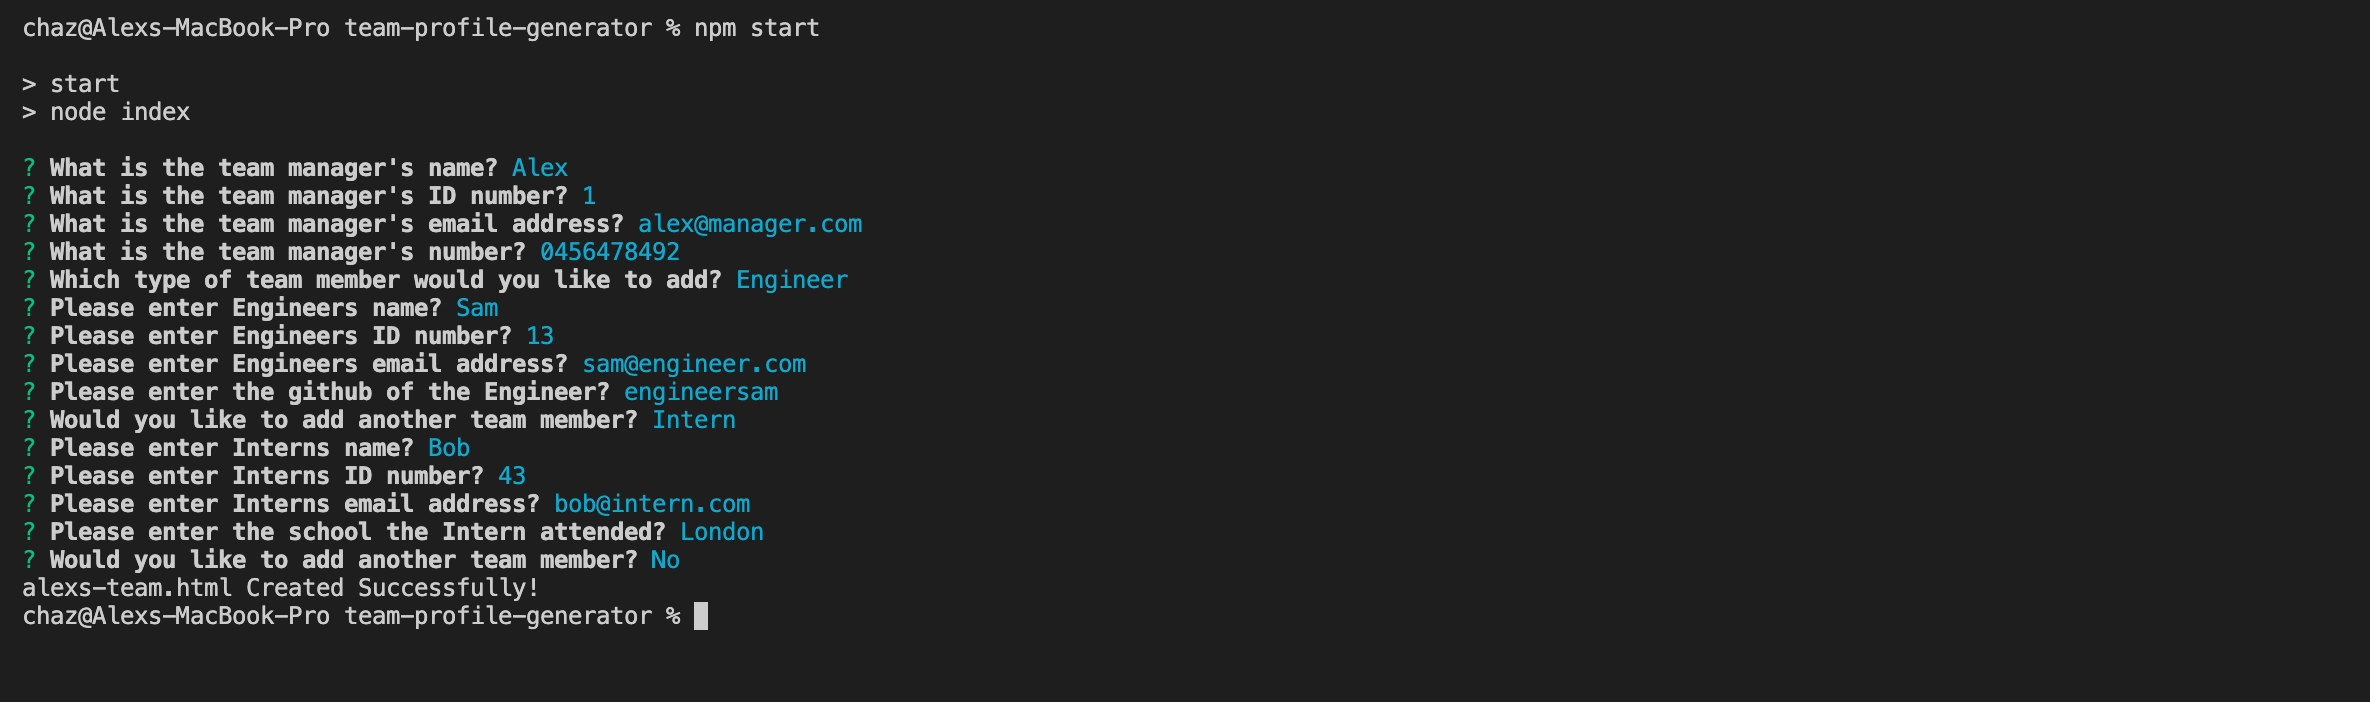 chaz@Alexs-MacBook-Pro team-profile-generator % npm start
> start
> node index
? What is the team manager's name? Alex
? What is the team manager's ID number? 1
? What is the team manager's email address? alex@manager.com
? What is the team manager's number? 0456478492
? Which type of team member would you like to add? Engineer
? Please enter Engineers name? Sam
? Please enter Engineers ID number? 13
? Please enter Engineers email address? sam@engineer.com
? Please enter the github of the Engineer? engineersam
? Would you like to add another team member? Intern
? Please enter Interns name? Bob
? Please enter Interns ID number? 43
? Please enter Interns email address? bob@intern.com
? Please enter the school the Intern attended? London
? Would you like to add another team member? No
alexs-team.html Created Successfully!
chaz@Alexs-MacBook-Pro team-profile-generator %